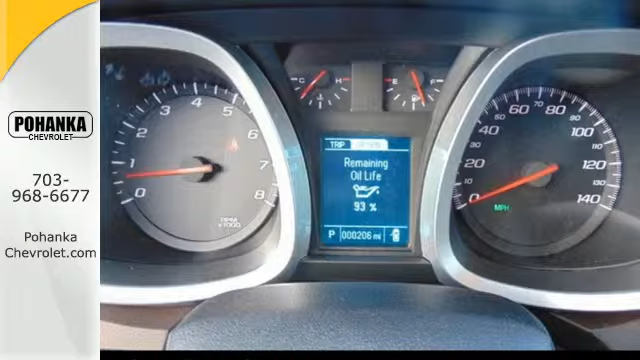 POHANKA
CHEVROLET
703-
968-6677
Pohanka
Chevrolet.com
0 1 2 3 4 5 6 7 8
RPM
x 1000
C H
E F
TRIP
Remaining
Oil Life
93 %
P 000206 mi
0 20 40 60 80 100 120 140
MPH